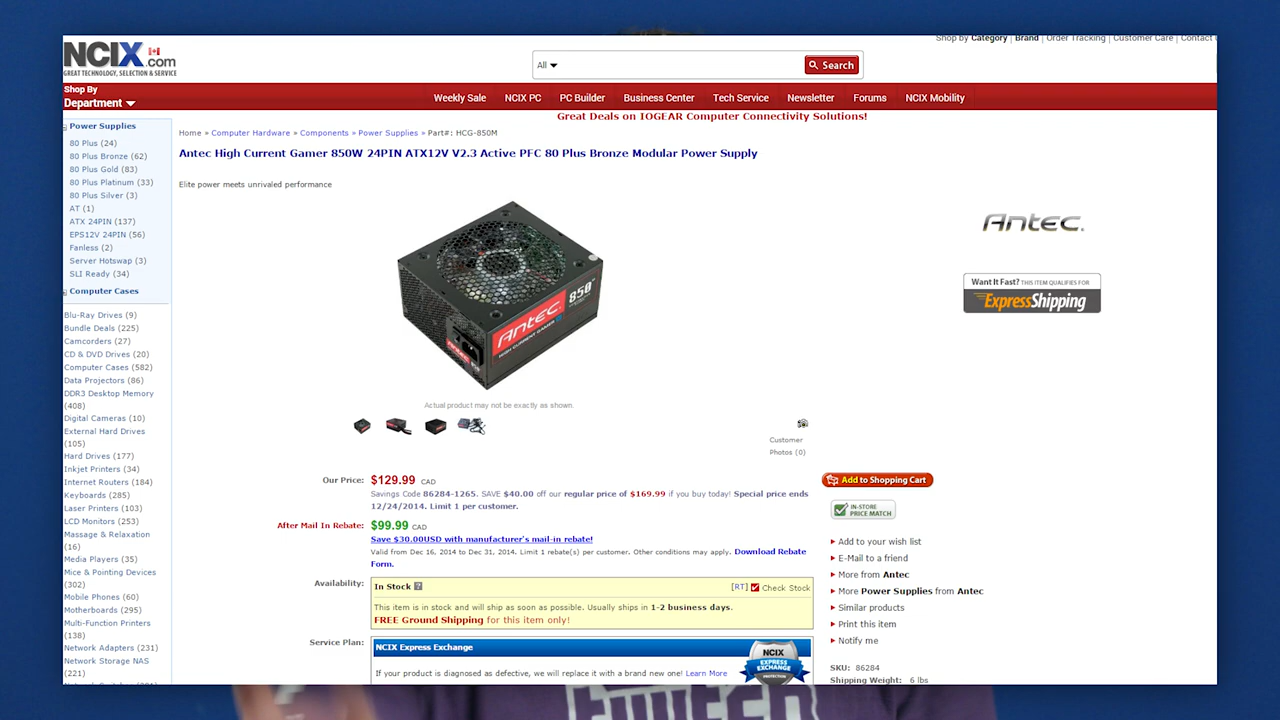 Shop by Category | Brand | Order Tracking | Customer Care | Contact
NCIX.com
GREAT TECHNOLOGY, SELECTION & SERVICE
All
Search
Shop By
Department
Weekly Sale NCIX PC PC Builder Business Center Tech Service Newsletter Forums NCIX Mobility
Great Deals on IOGEAR Computer Connectivity Solutions!
Power Supplies
80 Plus (24)
80 Plus Bronze (62)
80 Plus Gold (83)
80 Plus Platinum (33)
80 Plus Silver (3)
AT (1)
ATX 24PIN (137)
EPS12V 24PIN (56)
Fanless (2)
Server Hotswap (3)
SLI Ready (34)
Computer Cases
Blu-Ray Drives (9)
Bundle Deals (225)
Camcorders (27)
CD & DVD Drives (20)
Computer Cases (582)
Data Projectors (86)
DDR3 Desktop Memory
(408)
Digital Cameras (10)
External Hard Drives
(105)
Hard Drives (177)
Inkjet Printers (34)
Internet Routers (184)
Keyboards (285)
Laser Printers (103)
LCD Monitors (253)
Massage & Relaxation
(16)
Media Players (35)
Mice & Pointing Devices
(302)
Mobile Phones (60)
Motherboards (295)
Multi-Function Printers
(138)
Network Adapters (231)
Network Storage NAS
(221)
Home » Computer Hardware » Components » Power Supplies » Part#: HCG-850M
Antec High Current Gamer 850W 24PIN ATX12V V2.3 Active PFC 80 Plus Bronze Modular Power Supply
Elite power meets unrivaled performance
ANTEC
HIGH CURRENT GAMER
850
ANTEC
Actual product may not be exactly as shown.
Customer
Photos (0)
Our Price: $129.99 CAD
Savings Code 86284-1265. SAVE $40.00 off our regular price of $169.99 if you buy today! Special price ends
12/24/2014. Limit 1 per customer.
After Mail In Rebate: $99.99 CAD
Save $30.00USD with manufacturer's mail-in rebate!
Valid from Dec 16, 2014 to Dec 31, 2014. Limit 1 rebate(s) per customer. Other conditions may apply. Download Rebate
Form.
Availability: In Stock ? [RT] Check Stock
This item is in stock and will ship as soon as possible. Usually ships in 1-2 business days.
FREE Ground Shipping for this item only!
Service Plan: NCIX Express Exchange
If your product is diagnosed as defective, we will replace it with a brand new one! Learn More
NCIX
EXPRESS
EXCHANGE
PROTECTION
Antec
Want It Fast? THIS ITEM QUALIFIES FOR
ExpressShipping
Add to Shopping Cart
IN-STORE
PRICE MATCH
Add to your wish list
E-Mail to a friend
More from Antec
More Power Supplies from Antec
Similar products
Print this item
Notify me
SKU: 86284
Shipping Weight: 6 lbs